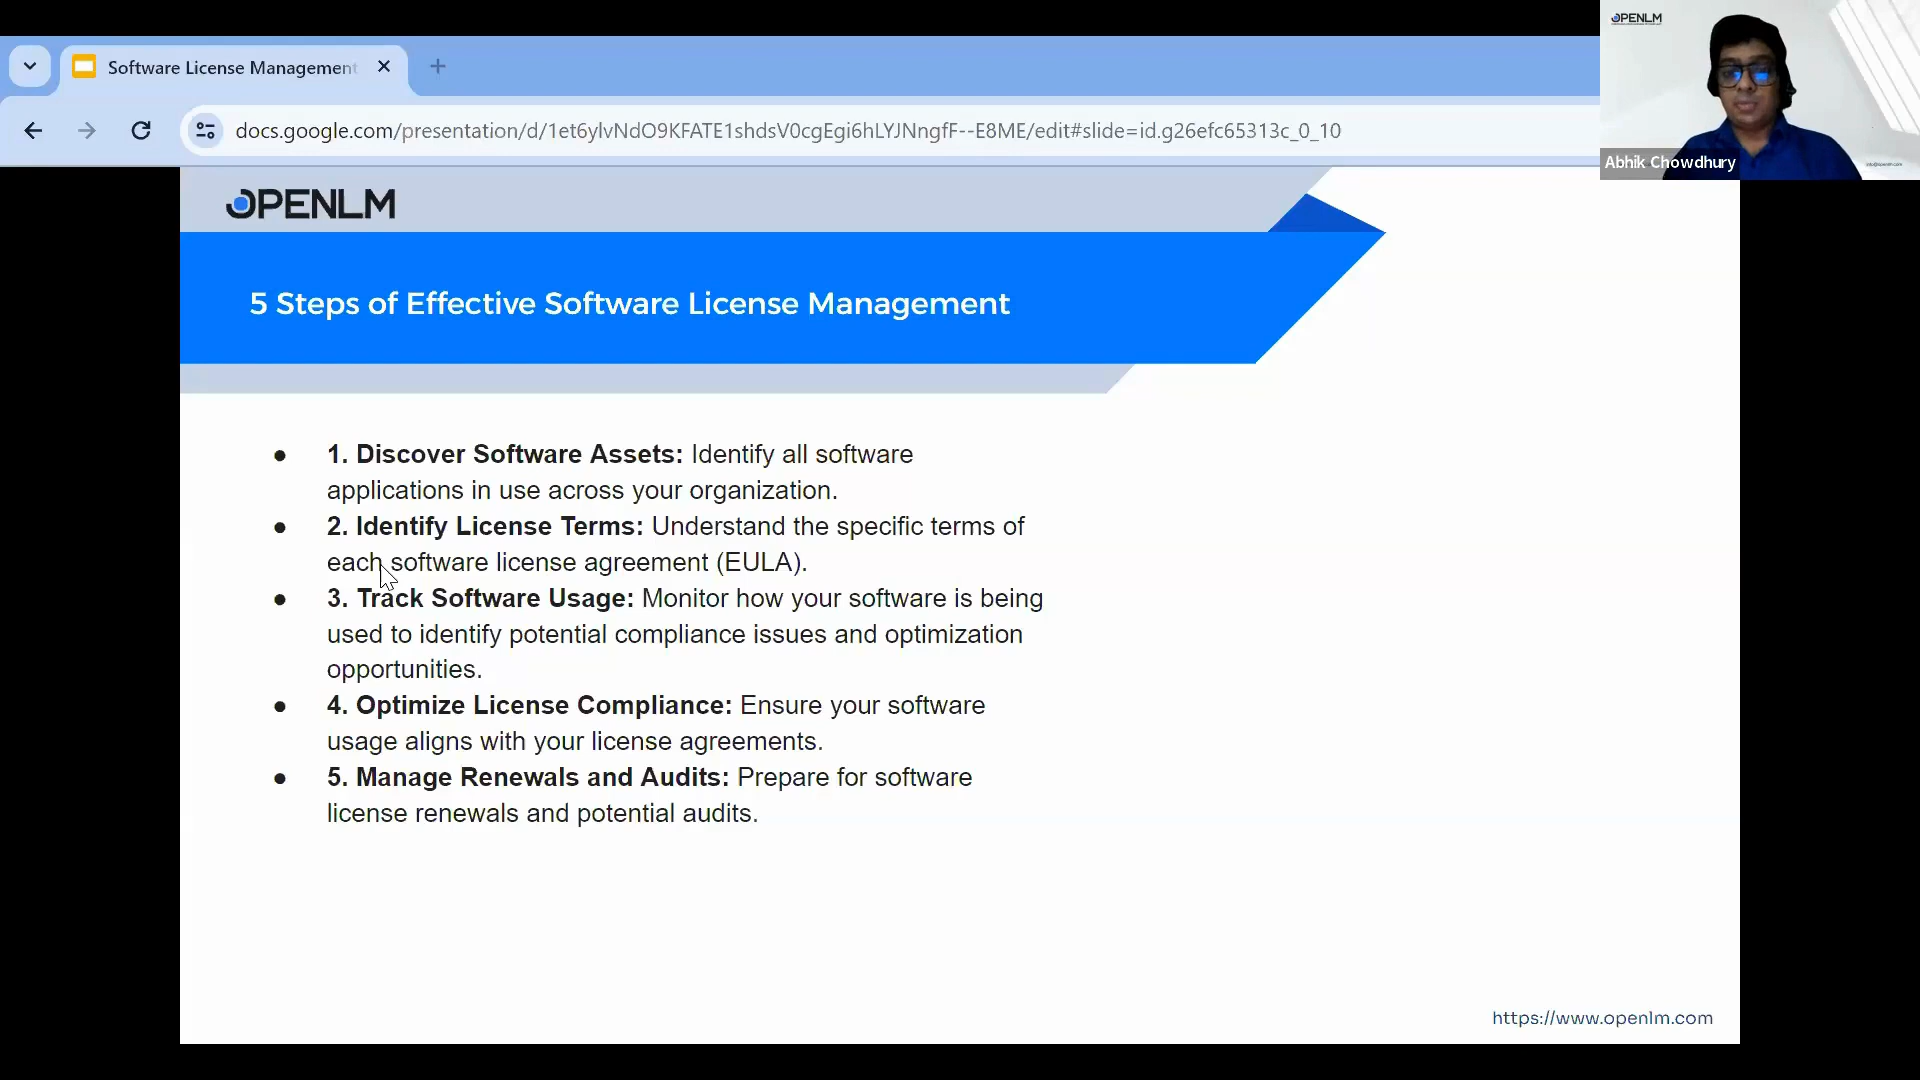 Software License Management
docs.google.com/presentation/d/1et6ylvNdO9KFATE1shdsV0cgEgi6hLYJNngfF--E8ME/edit#slide=id.g26efc65313c_0_10
OPENLM
Abhik Chowdhury
OPENLM
5 Steps of Effective Software License Management
● 1. Discover Software Assets: Identify all software
applications in use across your organization.
● 2. Identify License Terms: Understand the specific terms of
each software license agreement (EULA).
● 3. Track Software Usage: Monitor how your software is being
used to identify potential compliance issues and optimization
opportunities.
● 4. Optimize License Compliance: Ensure your software
usage aligns with your license agreements.
● 5. Manage Renewals and Audits: Prepare for software
license renewals and potential audits.
https://www.openlm.com